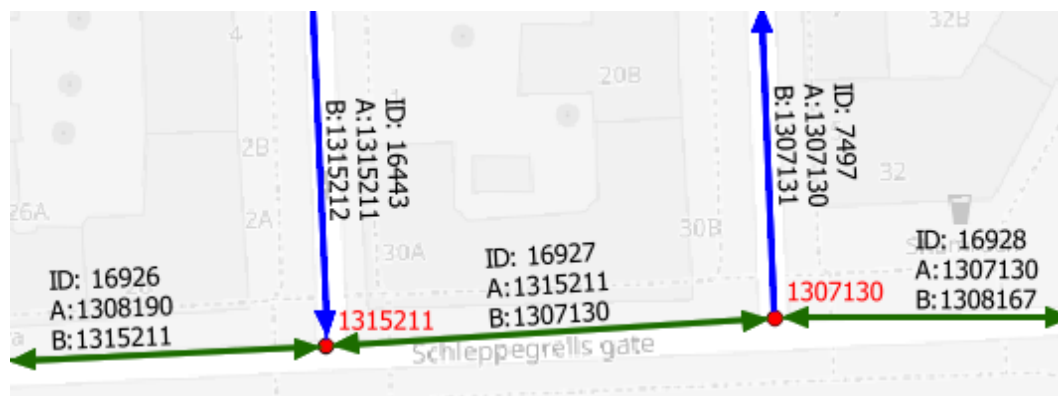 32B
4
20B
ID: 16443
A:1315211
B:1315212
ID: 7497
A:1307130
B:1307131
2B
32
26A
2A
30A
30B
ID: 16926
A:1308190
B:1315211
ID: 16927
A:1315211
B:1307130
ID: 16928
A:1307130
B:1308167
1315211
1307130
Schleppegrells gate